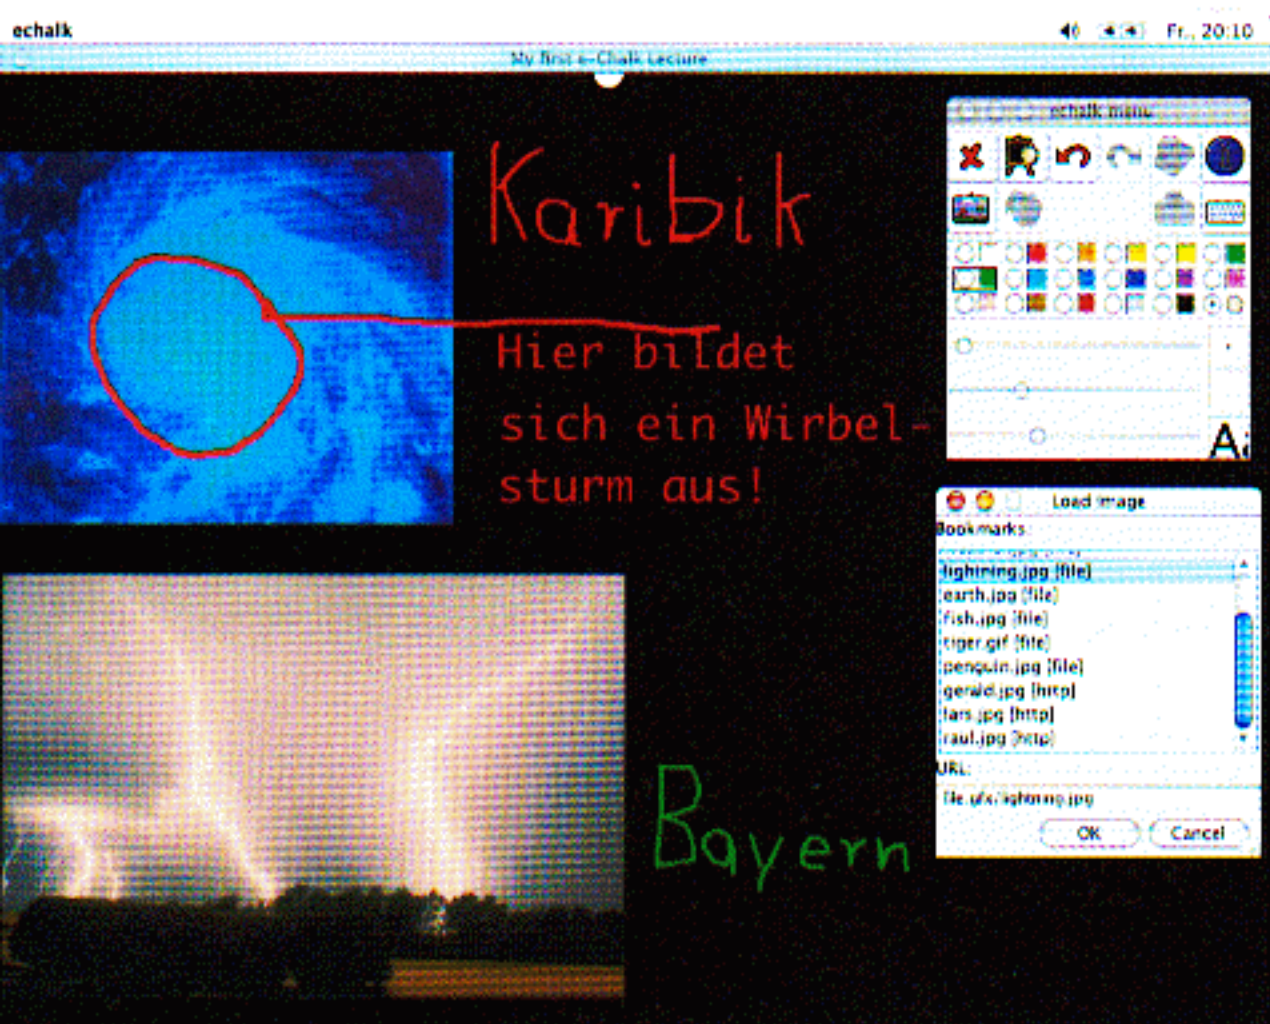 echalk
Fr., 20:10
My first e-Chalk Lecture
echalk menu
Karibik
Hier bildet
sich ein Wirbel-
sturm aus!
Load Image
Bookmarks:
lightning.jpg [file]
earth.jpg [file]
fish.jpg [file]
tiger.gif [file]
penguin.jpg [file]
gerald.jpg [http]
lars.jpg [http]
raul.jpg [http]
URL:
lightning.jpg
OK Cancel
Bayern